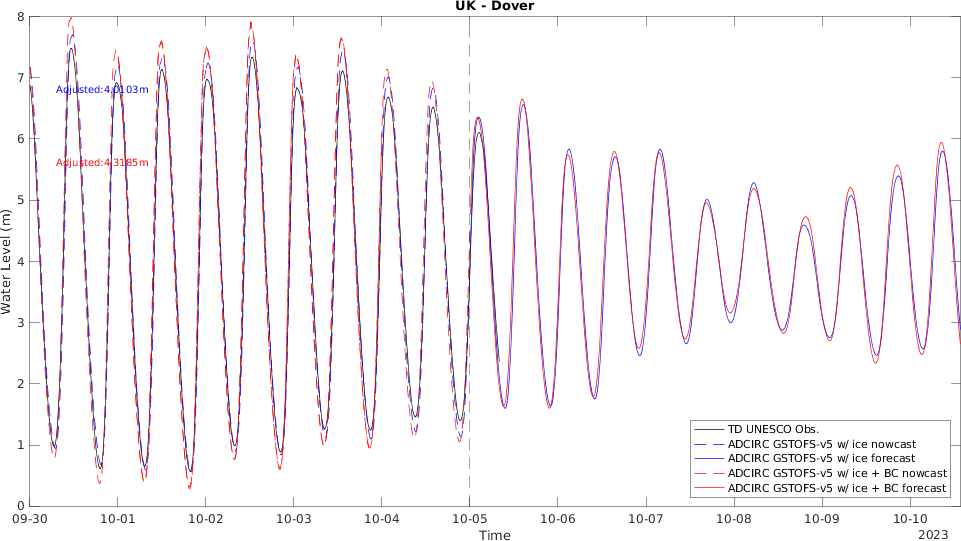 UK - Dover
8
7
Adjusted:4.0103m
6
Adjusted:4.3185m
5
4
3
2
1
0
Water Level (m)
TD UNESCO Obs.
ADCIRC GSTOFS-v5 w/ ice nowcast
ADCIRC GSTOFS-v5 w/ ice forecast
ADCIRC GSTOFS-v5 w/ ice + BC nowcast
ADCIRC GSTOFS-v5 w/ ice + BC forecast
09-30 10-01 10-02 10-03 10-04 10-05 10-06 10-07 10-08 10-09 10-10
Time
2023